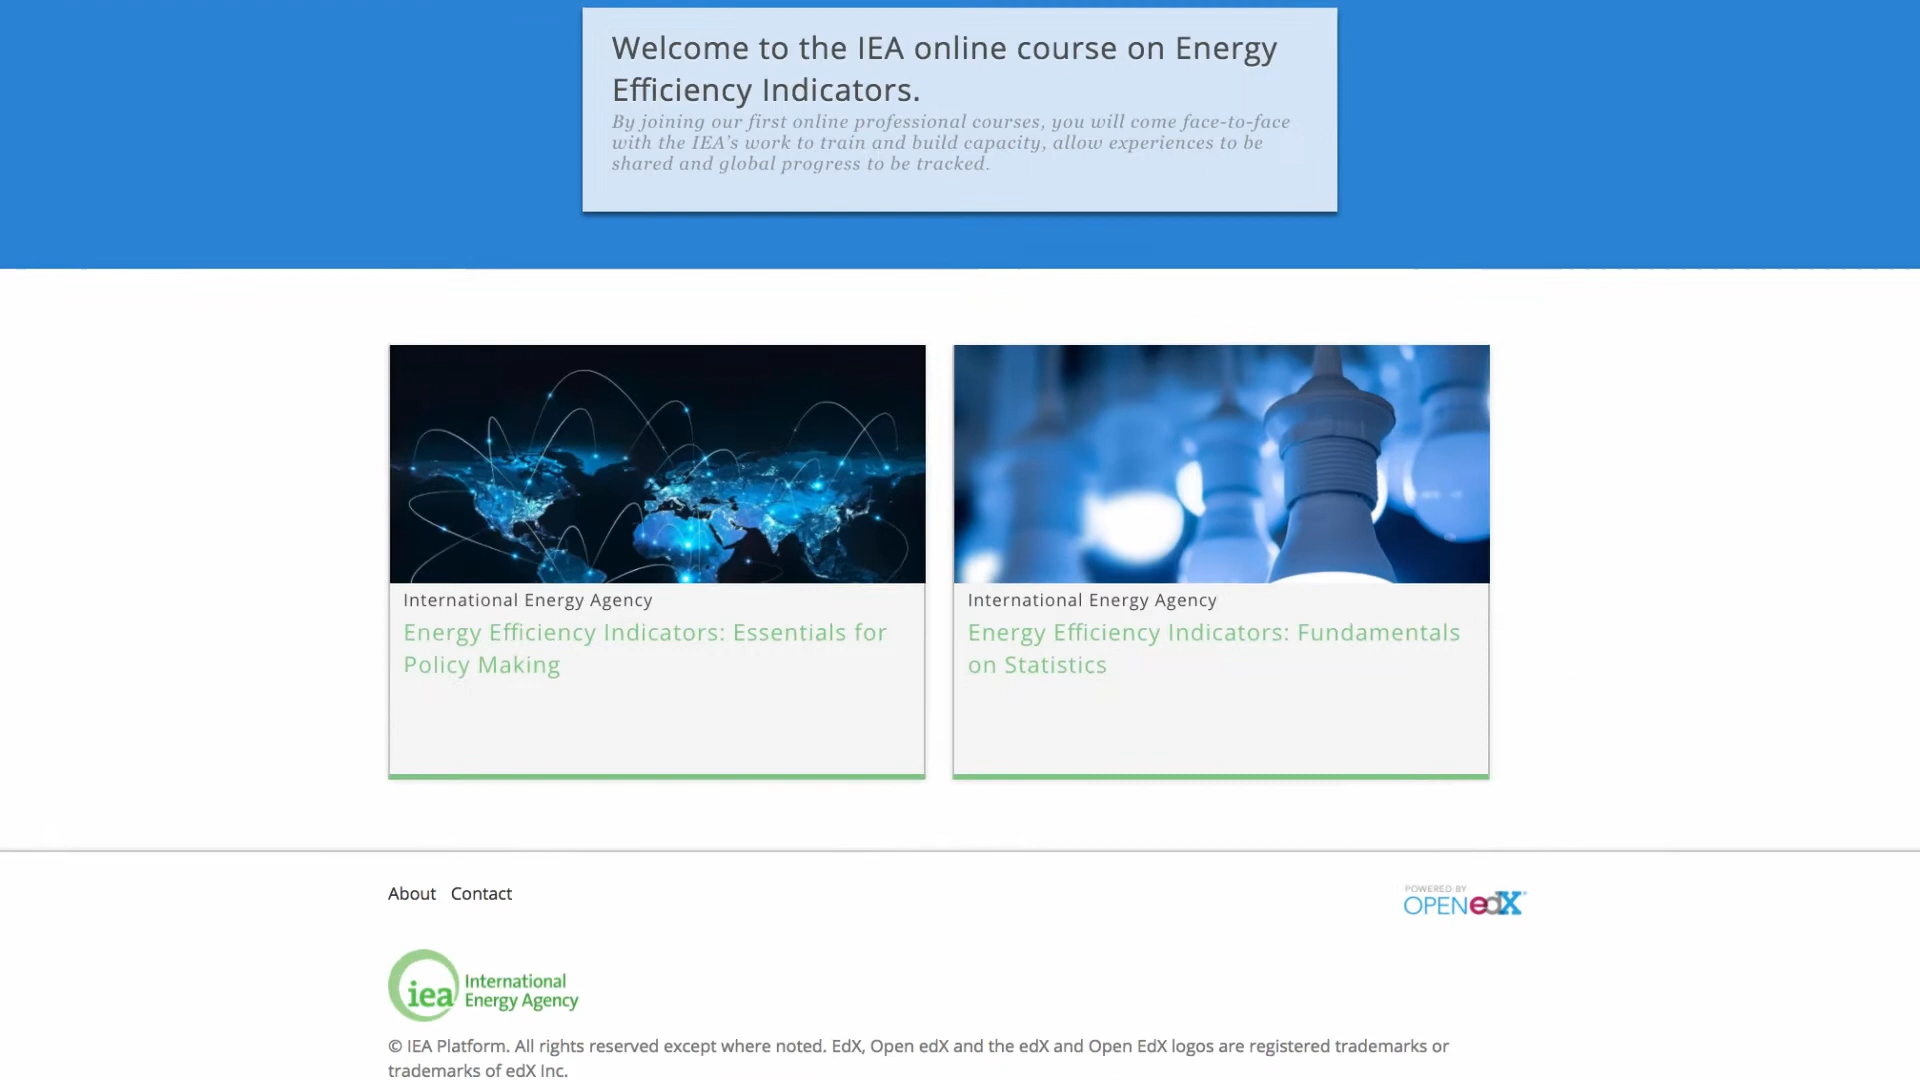 Welcome to the IEA online course on Energy
Efficiency Indicators.
By joining our first online professional courses, you will come face-to-face
with the IEA’s work to train and build capacity, allow experiences to be
shared and global progress to be tracked.
International Energy Agency
Energy Efficiency Indicators: Essentials for
Policy Making
International Energy Agency
Energy Efficiency Indicators: Fundamentals
on Statistics
About Contact
POWERED BY
OPEN edX
iea International
Energy Agency
© IEA Platform. All rights reserved except where noted. EdX, Open edX and the edX and Open EdX logos are registered trademarks or
trademarks of edX Inc.